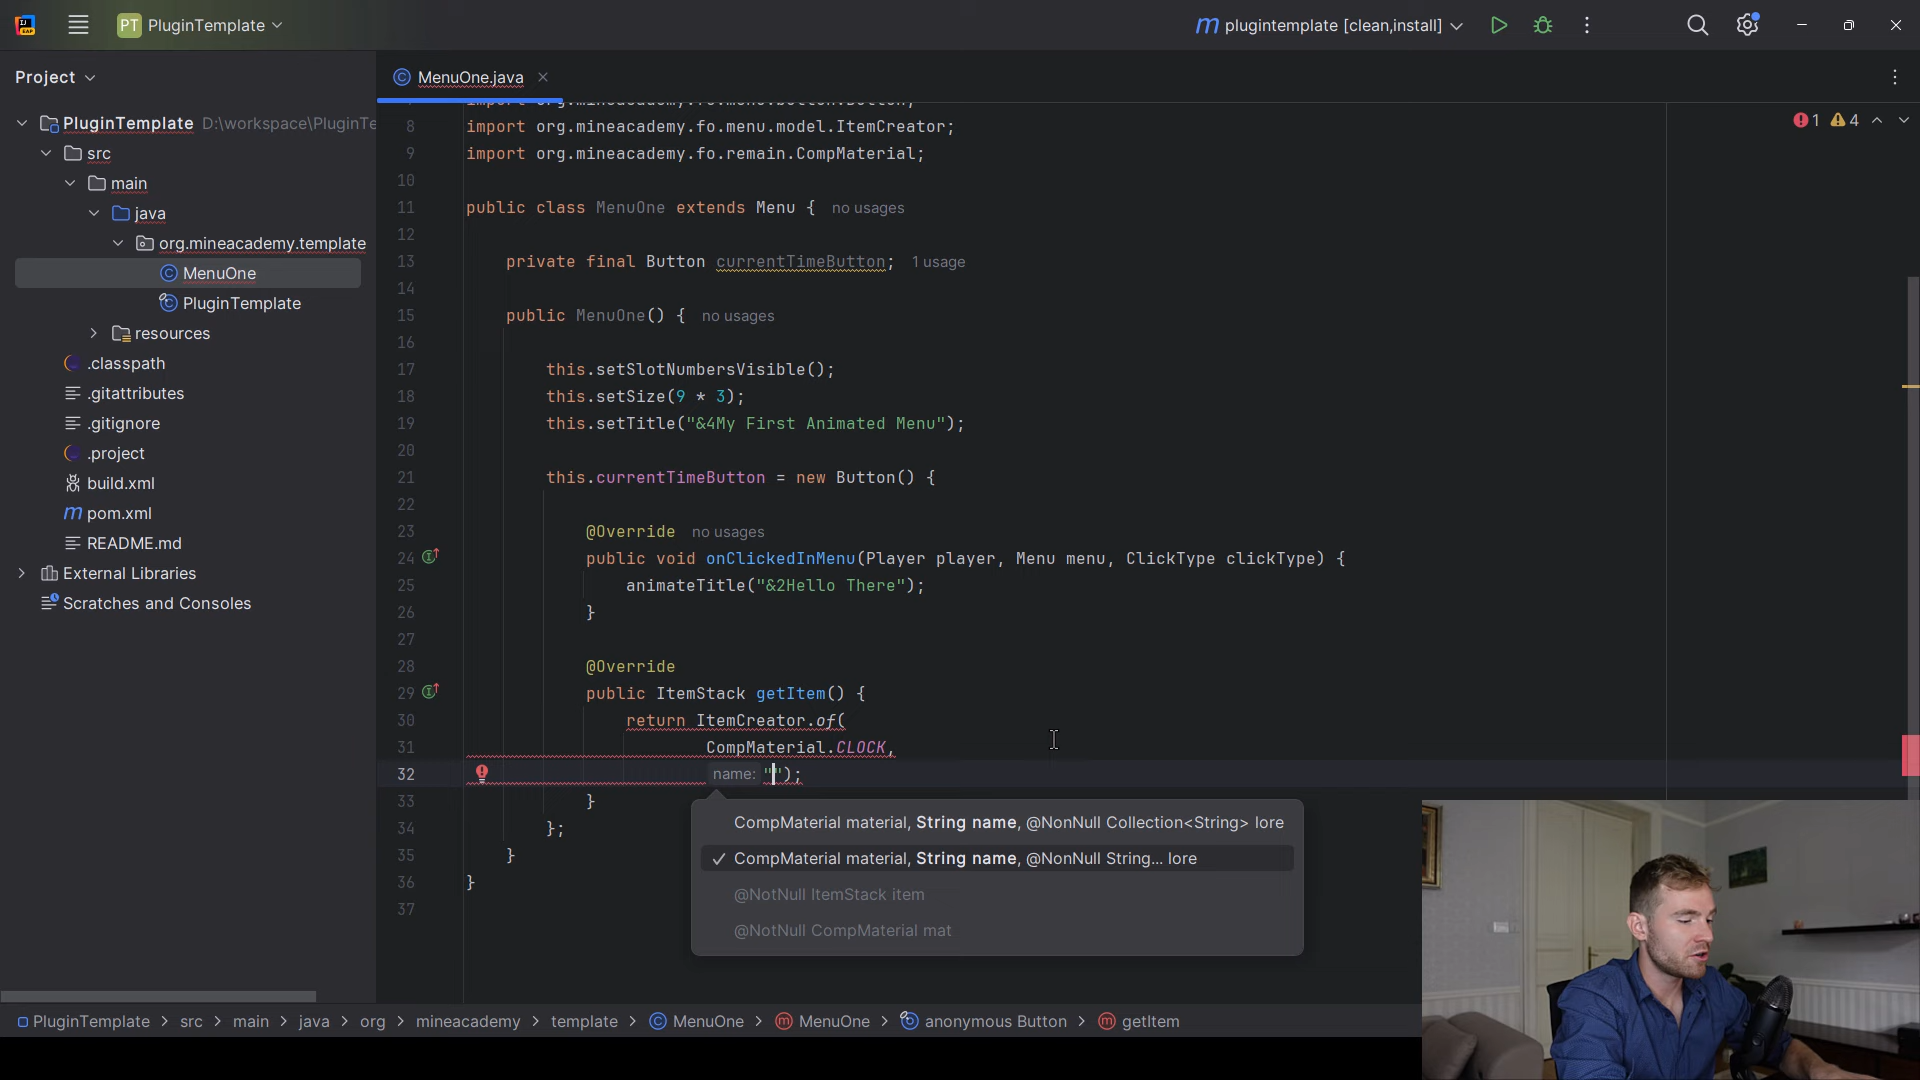 PT PluginTemplate
plugintemplate [clean,install]
Project
MenuOne.java
PluginTemplate D:\workspace\PluginTe
src
main
java
org.mineacademy.template
MenuOne
PluginTemplate
resources
.classpath
.gitattributes
.gitignore
.project
build.xml
pom.xml
README.md
External Libraries
Scratches and Consoles
1 4
8 import org.mineacademy.fo.menu.model.ItemCreator;
9 import org.mineacademy.fo.remain.CompMaterial;
10
11 public class MenuOne extends Menu { no usages
12
13 private final Button currentTimeButton; 1 usage
14
15 public MenuOne() { no usages
16
17 this.setSlotNumbersVisible();
18 this.setSize(9 * 3);
19 this.setTitle("&4My First Animated Menu");
20
21 this.currentTimeButton = new Button() {
22
23 @Override no usages
24 public void onClickedInMenu(Player player, Menu menu, ClickType clickType) {
25 animateTitle("&2Hello There");
26 }
27
28 @Override
29 public ItemStack getItem() {
30 return ItemCreator.of(
31 CompMaterial.CLOCK,
32 name: "");
33 }
34 };
35 }
36 }
37
CompMaterial material, String name, @NonNull Collection<String> lore
CompMaterial material, String name, @NonNull String... lore
@NotNull ItemStack item
@NotNull CompMaterial mat
PluginTemplate > src > main > java > org > mineacademy > template > MenuOne > MenuOne > anonymous Button > getItem